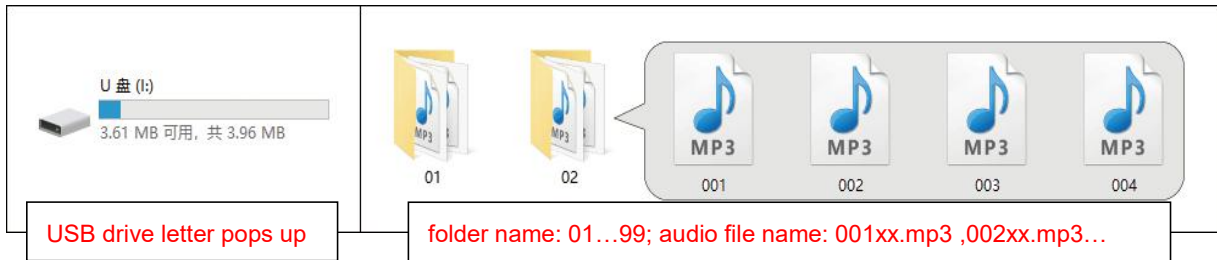 U 盘 (I:)
3.61 MB 可用，共 3.96 MB
USB drive letter pops up
MP3
MP3
01
02
MP3
MP3
MP3
MP3
001
002
003
004
folder name: 01…99; audio file name: 001xx.mp3 ,002xx.mp3…